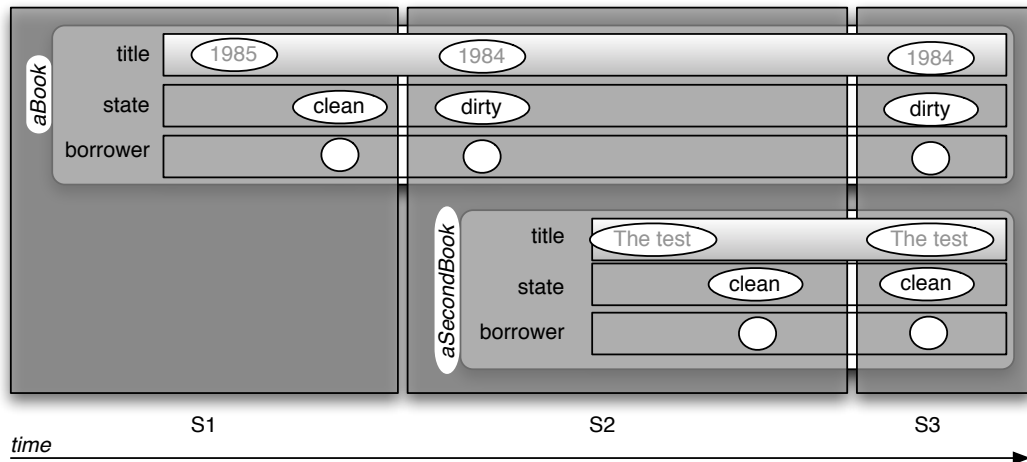 aBook
title 1985 1984 1984
state clean dirty dirty
borrower
aSecondBook
title The test The test
state clean clean
borrower
S1 S2 S3
time